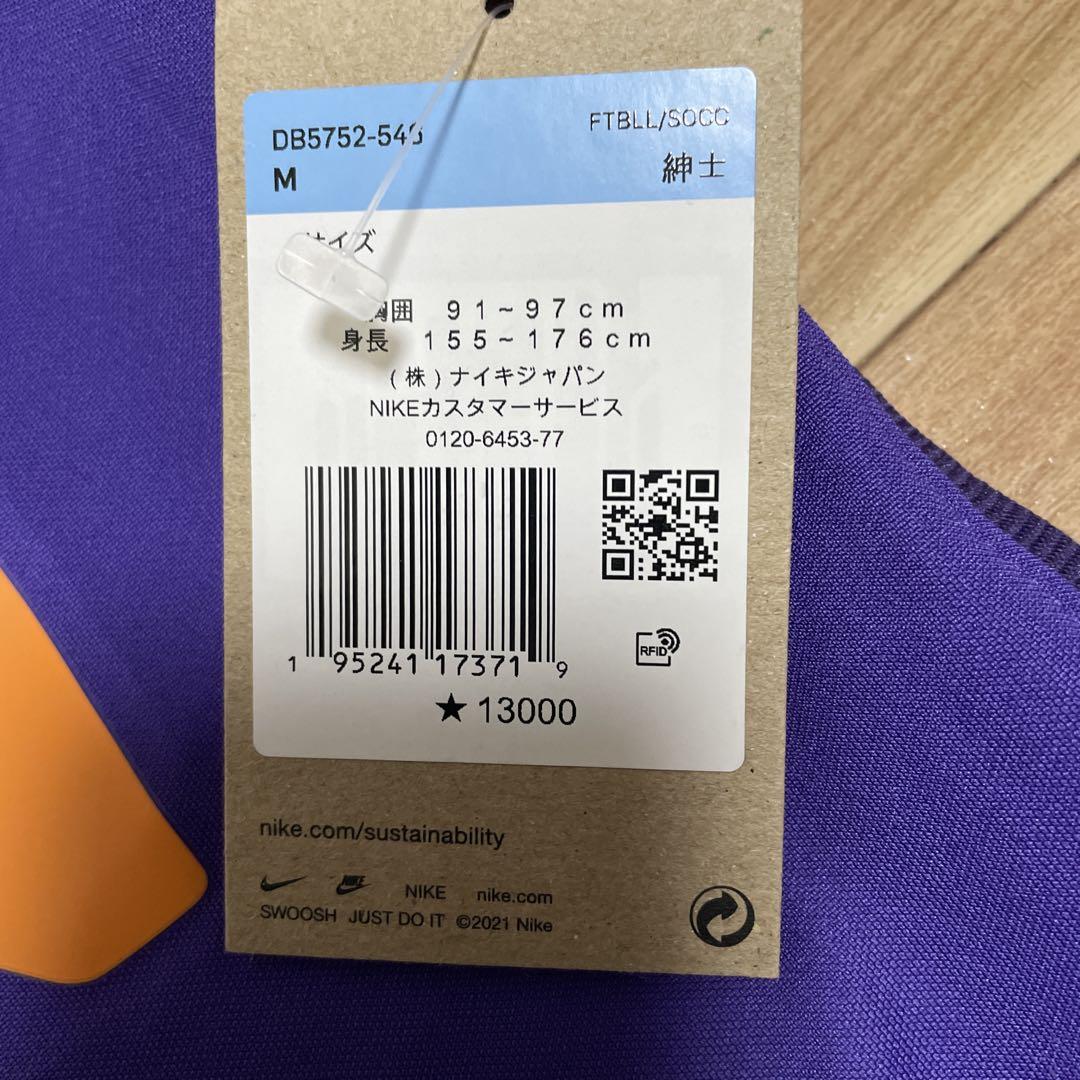 DB5752-546
FTBLL/SOCC
M
紳士
サイズ
胸囲 91~97cm
身長 155~176cm
(株)ナイキジャパン
NIKEカスタマーサービス
0120-6453-77
RFID
1 95241 17371 9
★13000
nike.com/sustainability
NIKE nike.com
SWOOSH JUST DO IT ©2021 Nike